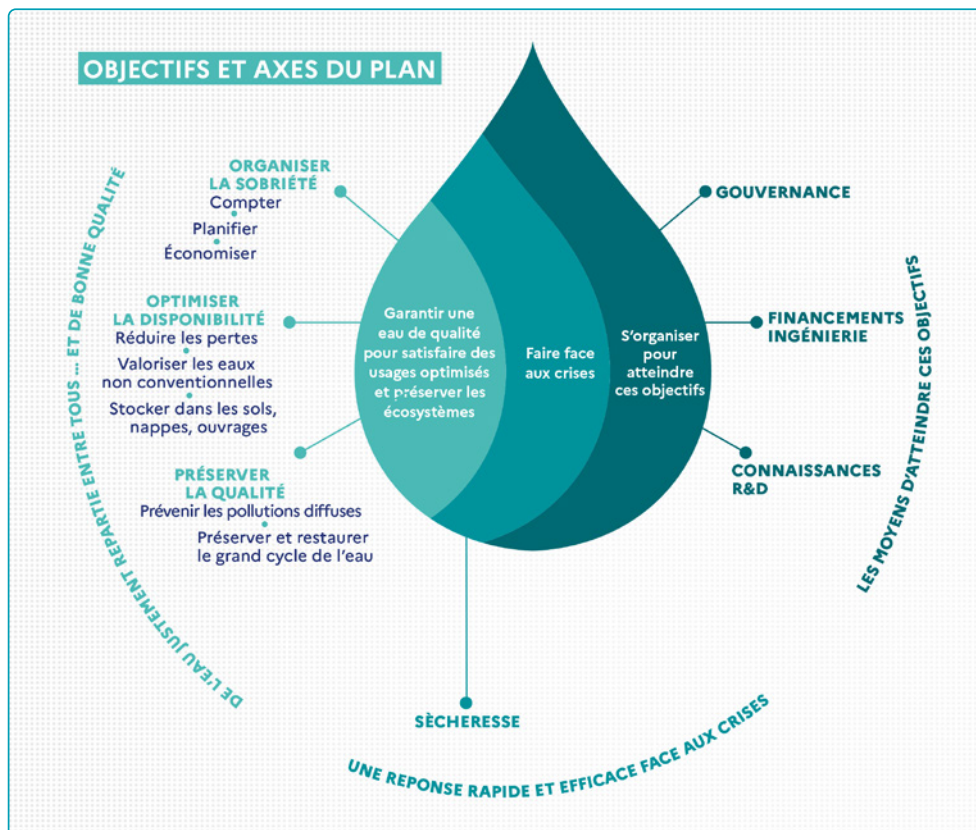 OBJECTIFS ET AXES DU PLAN
ORGANISER
LA SOBRIÉTÉ
Compter
Planifier
Économiser
OPTIMISER
LA DISPONIBILITÉ
Réduire les pertes
Valoriser les eaux
non conventionnelles
Stocker dans les sols,
nappes, ouvrages
PRÉSERVER
LA QUALITÉ
Prévenir les pollutions diffuses
Préserver et restaurer
le grand cycle de l'eau
DE L'EAU JUSTEMENT REPARTIE ENTRE TOUS ... ET DE BONNE QUALITÉ
Garantir une
eau de qualité
pour satisfaire des
usages optimisés
et préserver les
écosystèmes
Faire face
aux crises
S'organiser
pour
atteindre
ces objectifs
GOUVERNANCE
FINANCEMENTS
INGÉNIERIE
CONNAISSANCES
R&D
LES MOYENS D'ATTEINDRE CES OBJECTIFS
SÈCHERESSE
UNE REPONSE RAPIDE ET EFFICACE FACE AUX CRISES